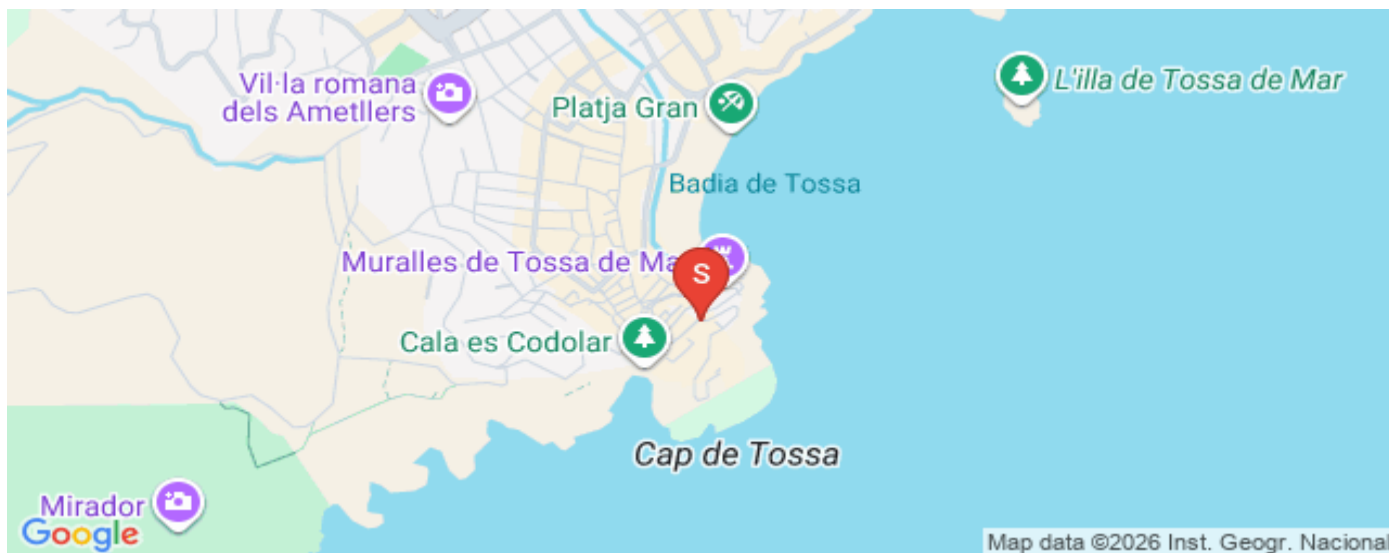 Vil·la romana
dels Ametllers
Platja Gran
L'illa de Tossa de Mar
Badia de Tossa
Muralles de Tossa de Ma
S
Cala es Codolar
Cap de Tossa
Mirador
Google
Map data ©2026 Inst. Geogr. Nacional